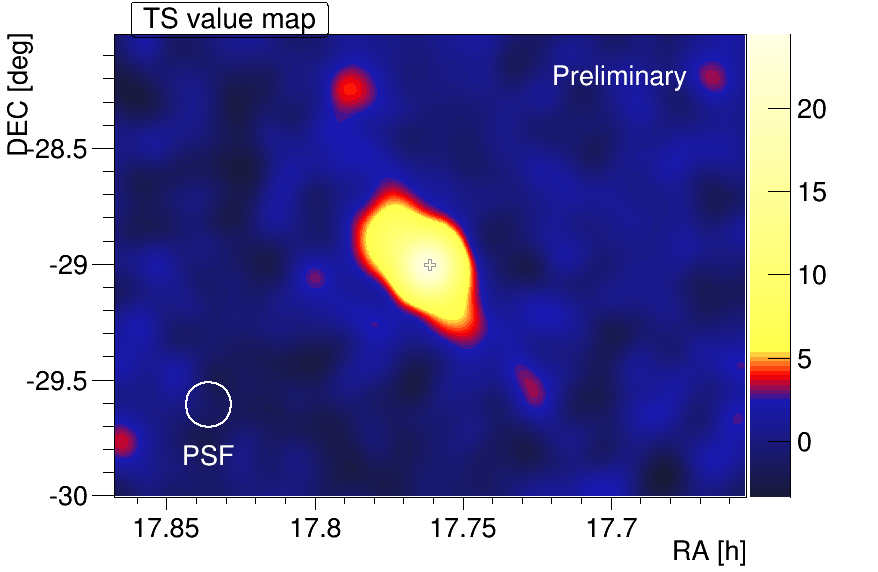 TS value map
DEC [deg]
Preliminary
-28.5
-29
-29.5
-30
PSF
17.85
17.8
17.75
17.7
RA [h]
20
15
10
5
0